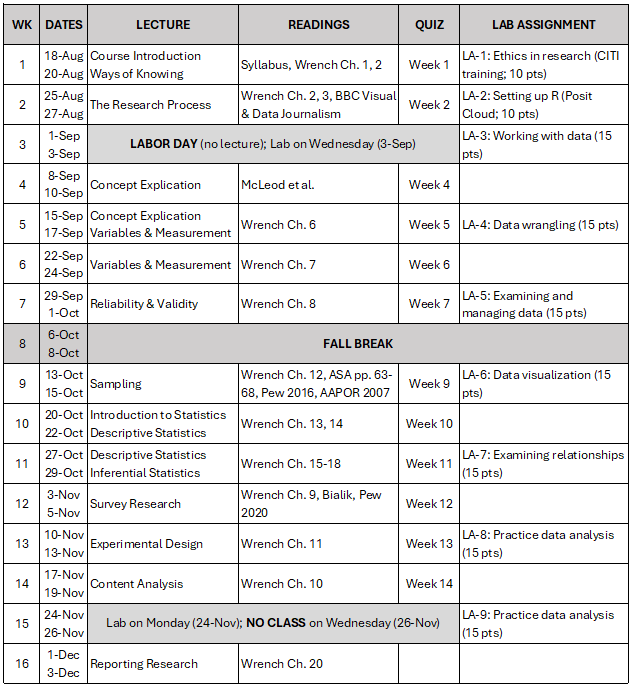 WK DATES LECTURE READINGS QUIZ LAB ASSIGNMENT
1 18-Aug Course Introduction Syllabus, Wrench Ch. 1, 2 Week 1 LA-1: Ethics in research (CITI
20-Aug Ways of Knowing training; 10 pts)
2 25-Aug The Research Process Wrench Ch. 2, 3, BBC Visual Week 2 LA-2: Setting up R (Posit
27-Aug & Data Journalism Cloud; 10 pts)
3 1-Sep LABOR DAY (no lecture); Lab on Wednesday (3-Sep) LA-3: Working with data (15
3-Sep pts)
4 8-Sep Concept Explication McLeod et al. Week 4
10-Sep
5 15-Sep Concept Explication Wrench Ch. 6 Week 5 LA-4: Data wrangling (15 pts)
17-Sep Variables & Measurement
6 22-Sep Variables & Measurement Wrench Ch. 7 Week 6
24-Sep
7 29-Sep Reliability & Validity Wrench Ch. 8 Week 7 LA-5: Examining and
1-Oct managing data (15 pts)
8 6-Oct FALL BREAK
8-Oct
9 13-Oct Sampling Wrench Ch. 12, ASA pp. 63- Week 9 LA-6: Data visualization (15
15-Oct 68, Pew 2016, AAPOR 2007 pts)
10 20-Oct Introduction to Statistics Wrench Ch. 13, 14 Week 10
22-Oct Descriptive Statistics
11 27-Oct Descriptive Statistics Wrench Ch. 15-18 Week 11 LA-7: Examining relationships
29-Oct Inferential Statistics (15 pts)
12 3-Nov Survey Research Wrench Ch. 9, Bialik, Pew Week 12
5-Nov 2020
13 10-Nov Experimental Design Wrench Ch. 11 Week 13 LA-8: Practice data analysis
13-Nov (15 pts)
14 17-Nov Content Analysis Wrench Ch. 10 Week 14
19-Nov
15 24-Nov Lab on Monday (24-Nov); NO CLASS on Wednesday (26-Nov) LA-9: Practice data analysis
26-Nov (15 pts)
16 1-Dec Reporting Research Wrench Ch. 20
3-Dec